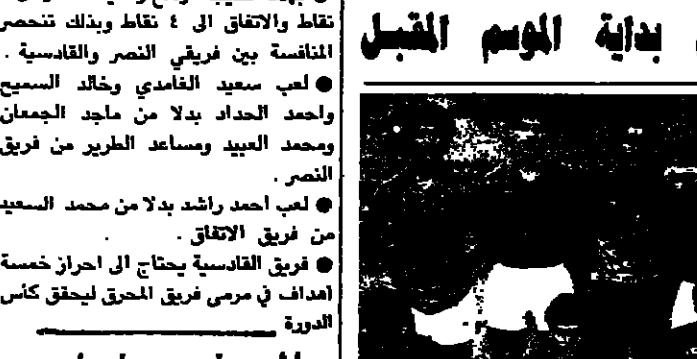 بداية الموسم المقبل
نقاط والاتفاق الى ٤ نقاط وبذلك تنحصر
المنافسة بين فريقي النصر والقادسية .
● لعب سعيد الغامدي وخالد السميح
واحمد الحداد بدلا من ماجد الجمعان
ومحمد العبيد ومساعد الطرير من فريق
النصر .
● لعب احمد راشد بدلا من محمد السعيد
من فريق الاتفاق .
● فريق القادسية يحتاج الى احراز خمسة
اهداف في مرمى فريق المحرق ليحقق كأس
الدورة